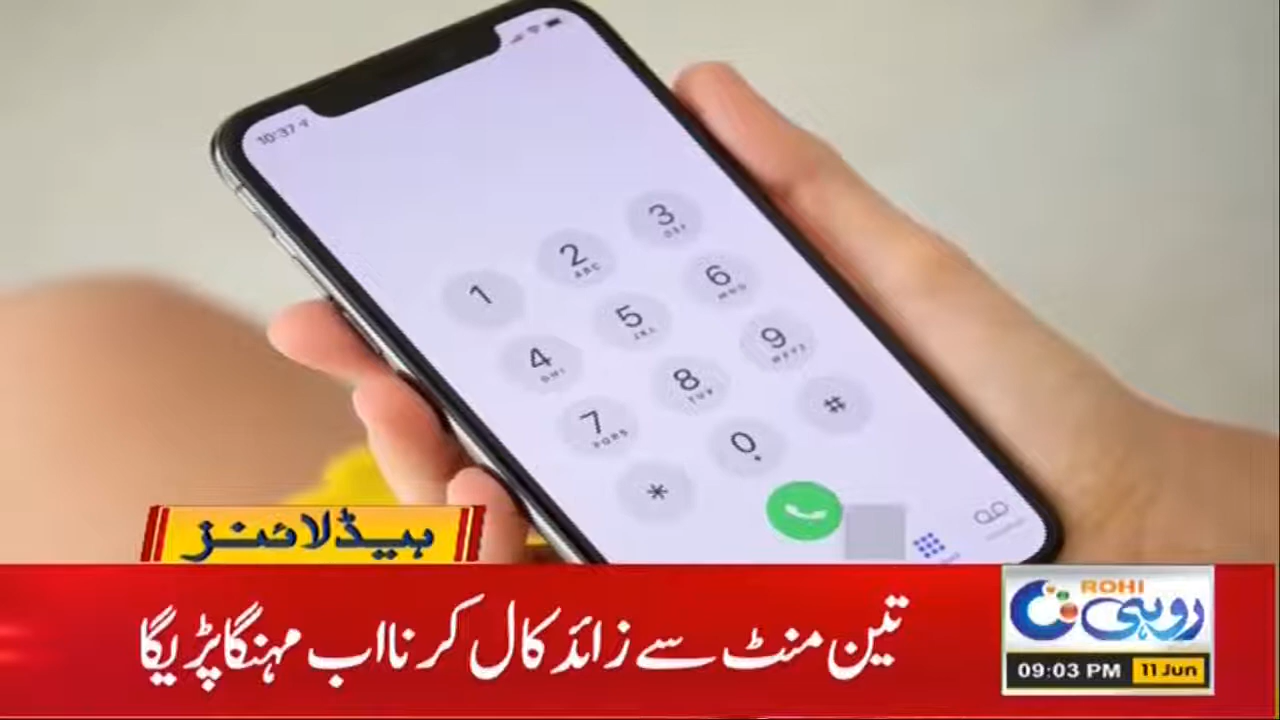 10:37
1
2
ABC
3
DEF
4
GHI
5
JKL
6
MNO
7
PQRS
8
TUV
9
WXYZ
*
0
+
#
ہیڈلائنز
تین منٹ سے زائد کال کرنا اب مہنگا پڑیگا
ROHI
روہی
09:03 PM
11 Jun